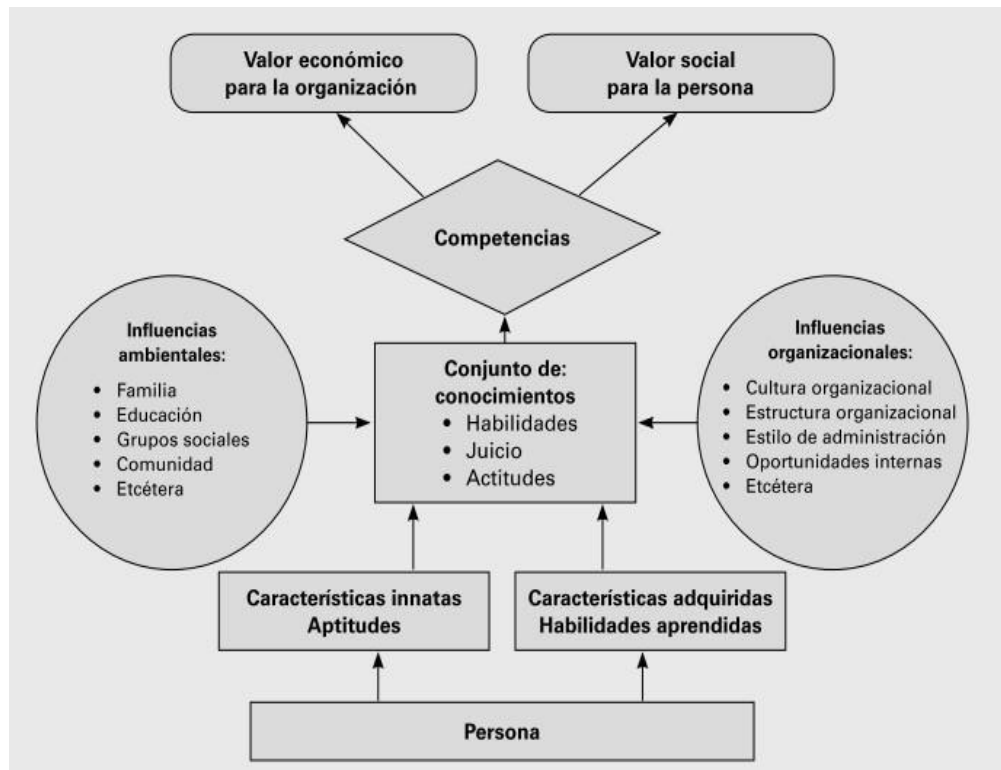 Valor económico
para la organización
Valor social
para la persona
Competencias
Influencias
ambientales:
• Familia
• Educación
• Grupos sociales
• Comunidad
• Etcétera
Conjunto de:
conocimientos
• Habilidades
• Juicio
• Actitudes
Influencias
organizacionales:
• Cultura organizacional
• Estructura organizacional
• Estilo de administración
• Oportunidades internas
• Etcétera
Características innatas
Aptitudes
Características adquiridas
Habilidades aprendidas
Persona